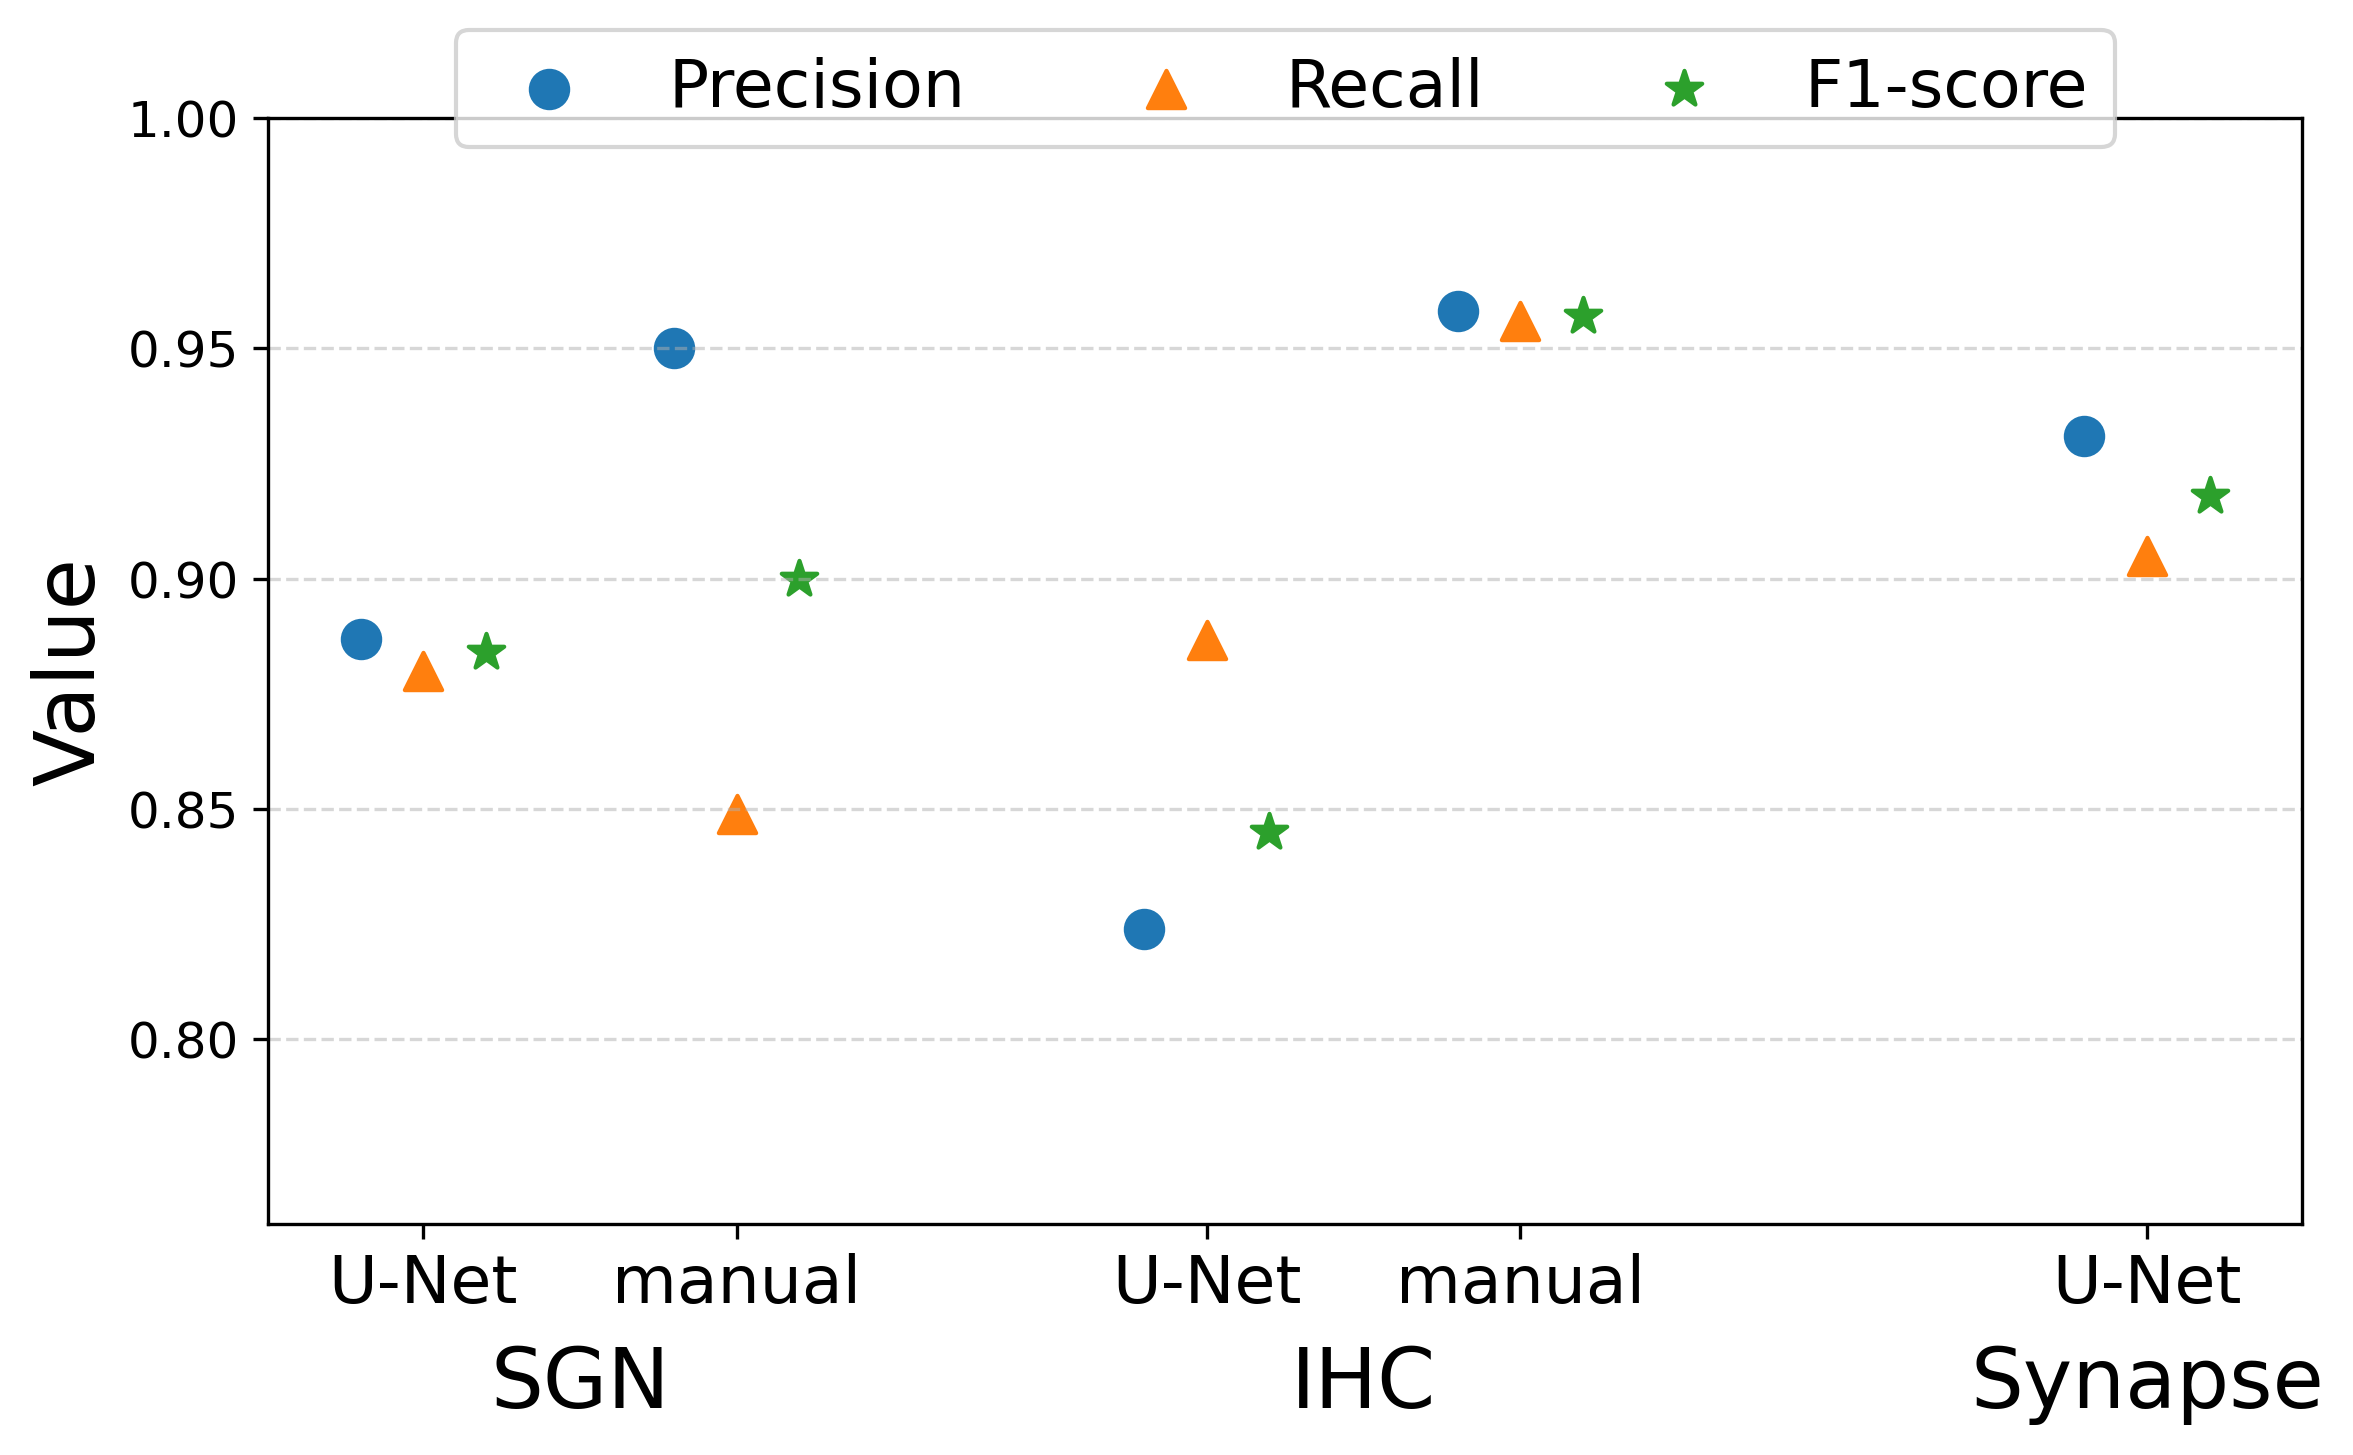 Precision Recall F1-score
1.00
0.95
0.90
0.85
0.80
Value
U-Net manual U-Net manual U-Net
SGN IHC Synapse